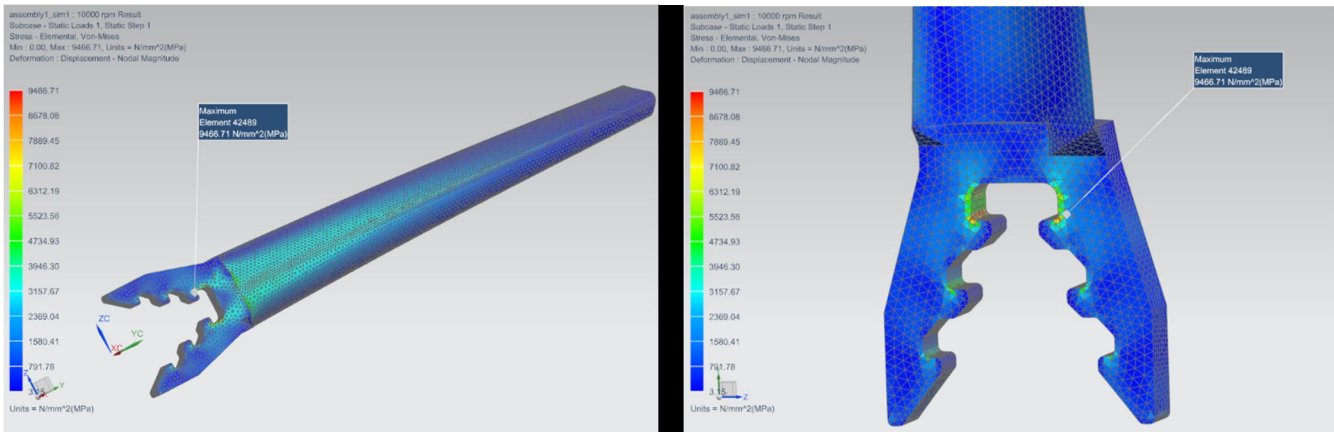 assembly1_sim1 : 10000 rpm Result
Subcase - Static Loads 1, Static Step 1
Stress - Elemental, Von-Mises
Min : 0.00, Max : 9466.71, Units = N/mm^2(MPa)
Deformation : Displacement - Nodal Magnitude
9466.71
8678.08
7889.45
7100.82
6312.19
5523.56
4734.93
3946.30
3157.67
2369.04
1580.41
791.78
3.15
Units = N/mm^2(MPa)
Maximum
Element 42489
9466.71 N/mm^2(MPa)
ZC
YC
XC
Z
Y
assembly1_sim1 : 10000 rpm Result
Subcase - Static Loads 1, Static Step 1
Stress - Elemental, Von-Mises
Min : 0.00, Max : 9466.71, Units = N/mm^2(MPa)
Deformation : Displacement - Nodal Magnitude
Maximum
Element 42489
9466.71 N/mm^2(MPa)
9466.71
8678.08
7889.45
7100.82
6312.19
5523.56
4734.93
3946.30
3157.67
2369.04
1580.41
791.78
3.15
Z
Units = N/mm^2(MPa)